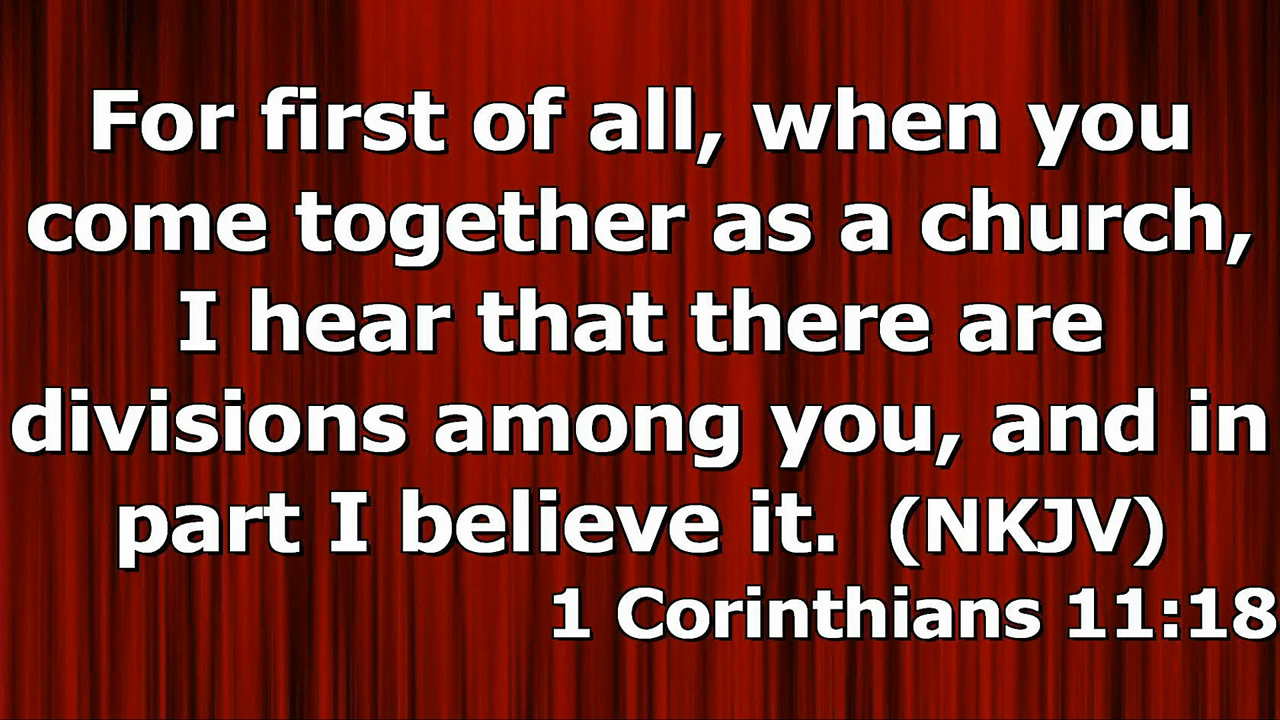 For first of all, when you
come together as a church,
I hear that there are
divisions among you, and in
part I believe it.  (NKJV)
1 Corinthians 11:18